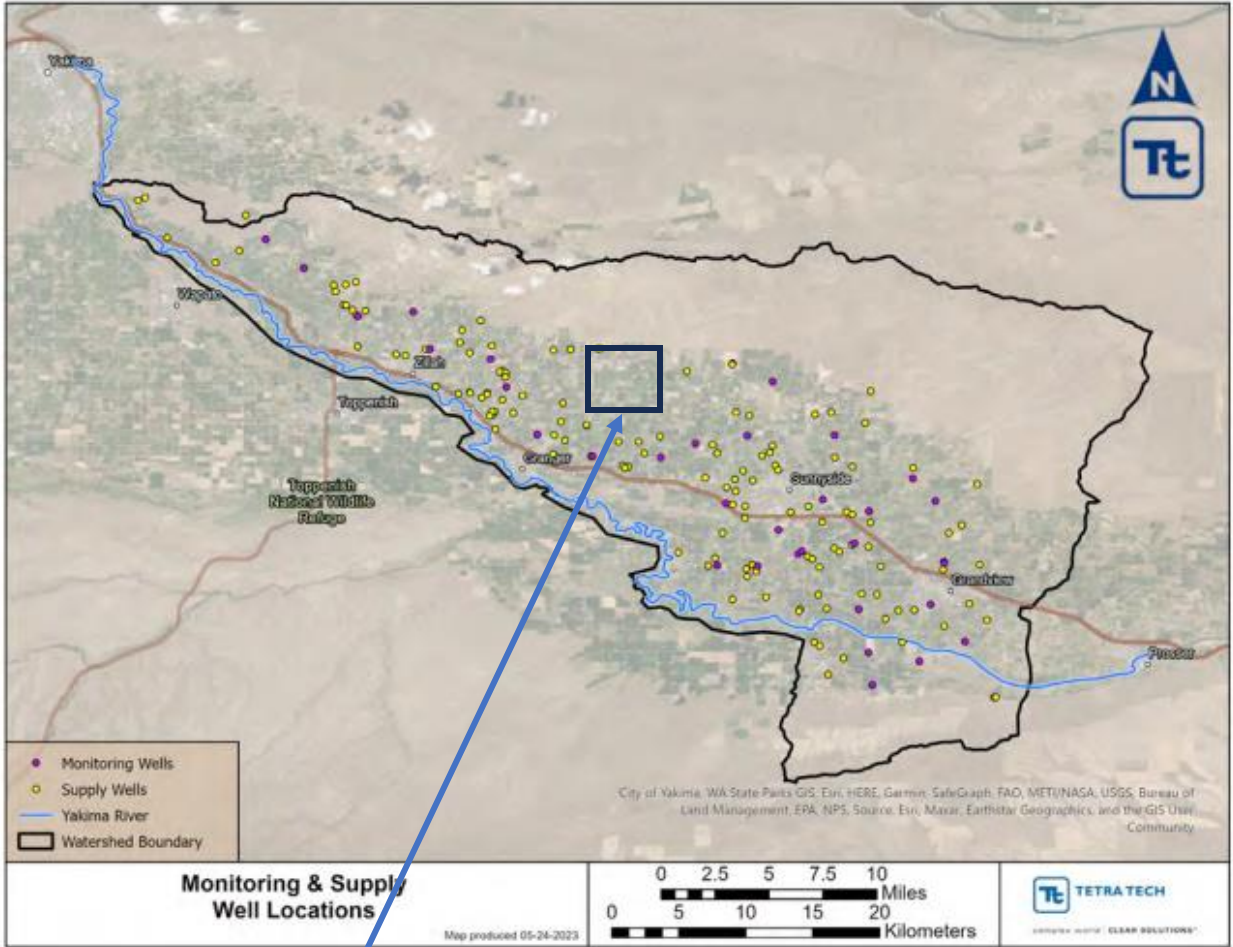 Yakima
N
Tt
Wapato
Zillah
Toppenish
Granger
Sunnyside
Toppenish
National Wildlife
Refuge
Grandview
Prosser
Monitoring Wells
Supply Wells
Yakima River
Watershed Boundary
City of Yakima, WA State Parks GIS, Esri, HERE, Garmin, SafeGraph, FAO, METI/NASA, USGS, Bureau of
Land Management, EPA, NPS, Source: Esri, Maxar, Earthstar Geographics, and the GIS User
Community
Monitoring & Supply
Well Locations
Map produced 05-24-2023
0 2.5 5 7.5 10
Miles
0 5 10 15 20
Kilometers
Tt TETRA TECH
complex world CLEAR SOLUTIONS™